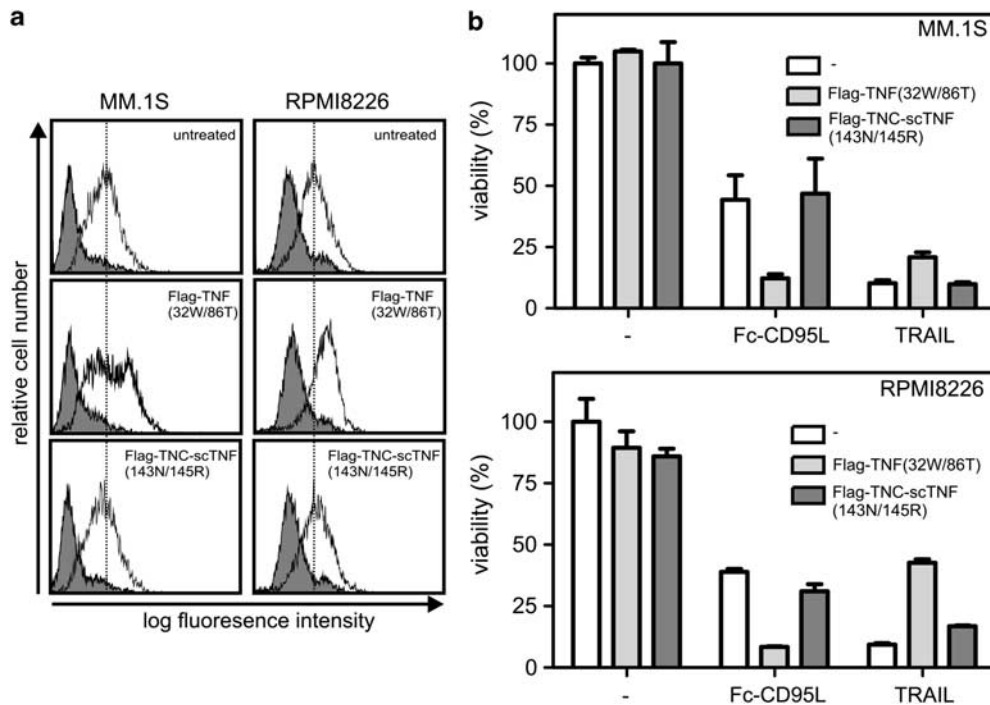 a
MM.1S
RPMI8226
untreated
untreated
Flag-TNF
(32W/86T)
Flag-TNF
(32W/86T)
Flag-TNC-scTNF
(143N/145R)
Flag-TNC-scTNF
(143N/145R)
relative cell number
log fluoresence intensity
b
MM.1S
viability (%)
100
75
50
25
0
-
Flag-TNF(32W/86T)
Flag-TNC-scTNF
(143N/145R)
-
Fc-CD95L
TRAIL
RPMI8226
viability (%)
100
75
50
25
0
-
Flag-TNF(32W/86T)
Flag-TNC-scTNF
(143N/145R)
-
Fc-CD95L
TRAIL